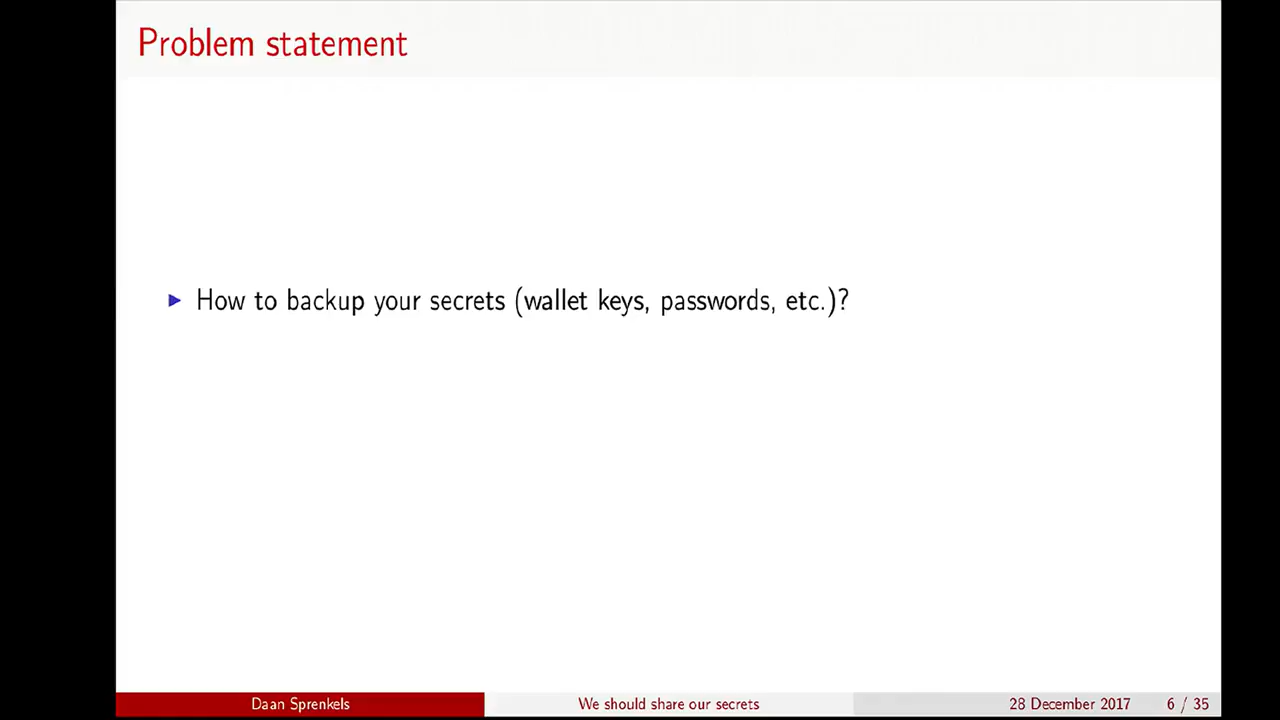 Problem statement
How to backup your secrets (wallet keys, passwords, etc.)?
Daan Sprenkels
We should share our secrets
28 December 2017
6 / 35